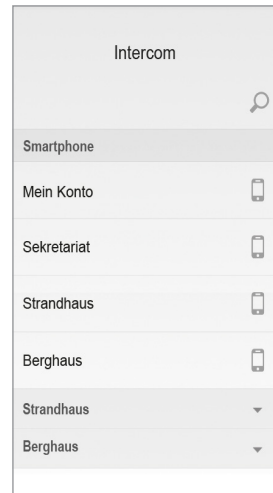 Intercom
Smartphone
Mein Konto
Sekretariat
Strandhaus
Berghaus
Strandhaus
Berghaus